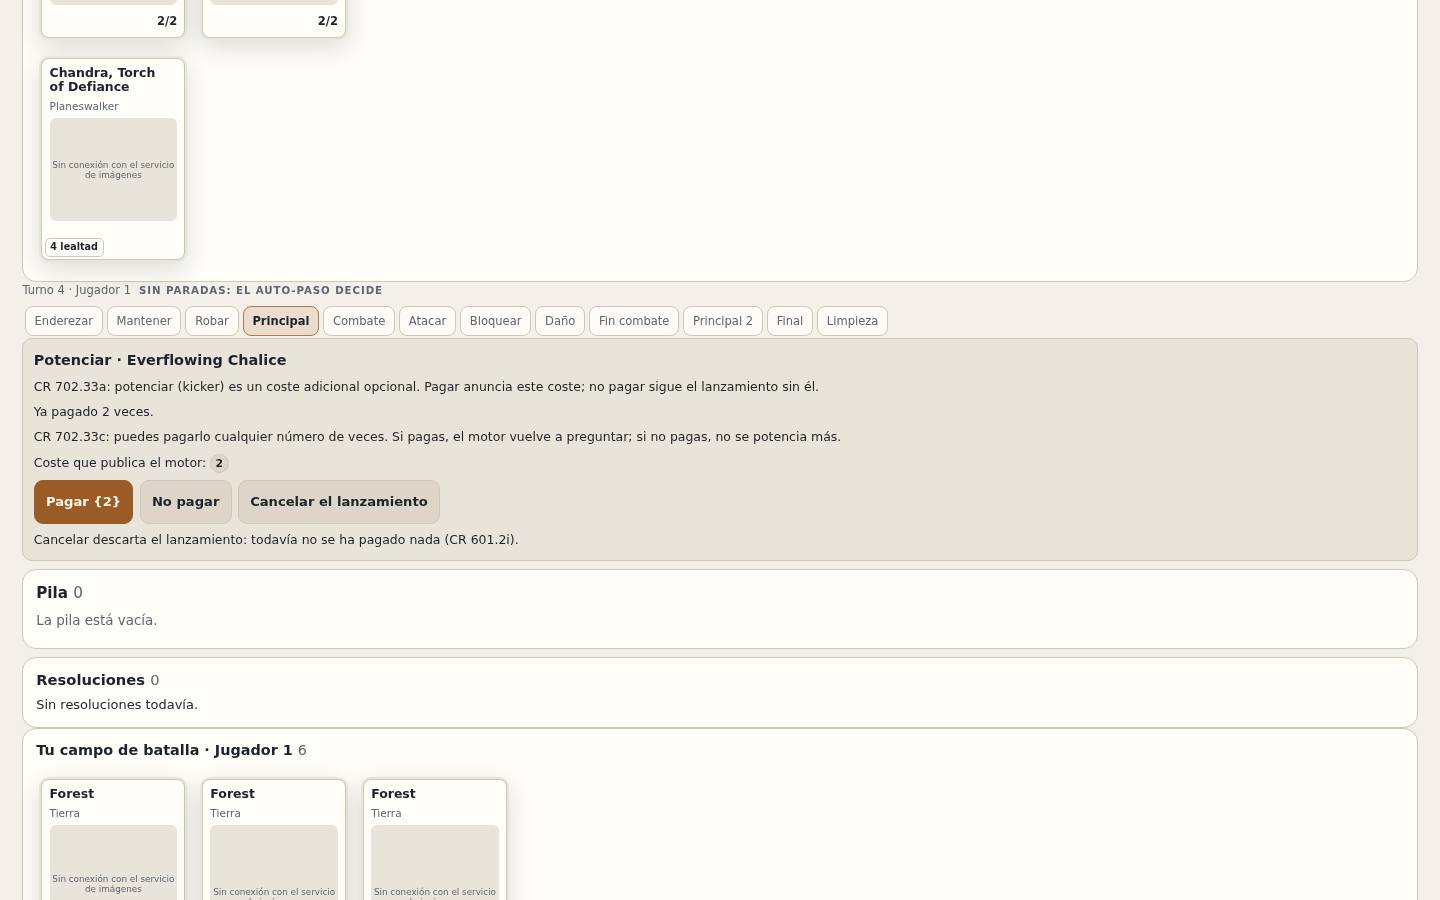 2/2
2/2
Chandra, Torch
of Defiance
Planeswalker
Sin conexión con el servicio
de imágenes
4 lealtad
Turno 4 · Jugador 1 SIN PARADAS: EL AUTO-PASO DECIDE
Enderezar Mantener Robar Principal Combate Atacar Bloquear Daño Fin combate Principal 2 Final Limpieza
Potenciar · Everflowing Chalice
CR 702.33a: potenciar (kicker) es un coste adicional opcional. Pagar anuncia este coste; no pagar sigue el lanzamiento sin él.
Ya pagado 2 veces.
CR 702.33c: puedes pagarlo cualquier número de veces. Si pagas, el motor vuelve a preguntar; si no pagas, no se potencia más.
Coste que publica el motor: 2
Pagar {2} No pagar Cancelar el lanzamiento
Cancelar descarta el lanzamiento: todavía no se ha pagado nada (CR 601.2i).
Pila 0
La pila está vacía.
Resoluciones 0
Sin resoluciones todavía.
Tu campo de batalla · Jugador 1 6
Forest Forest Forest
Tierra Tierra Tierra
Sin conexión con el servicio
de imágenes
Sin conexión con el servicio
Sin conexión con el servicio